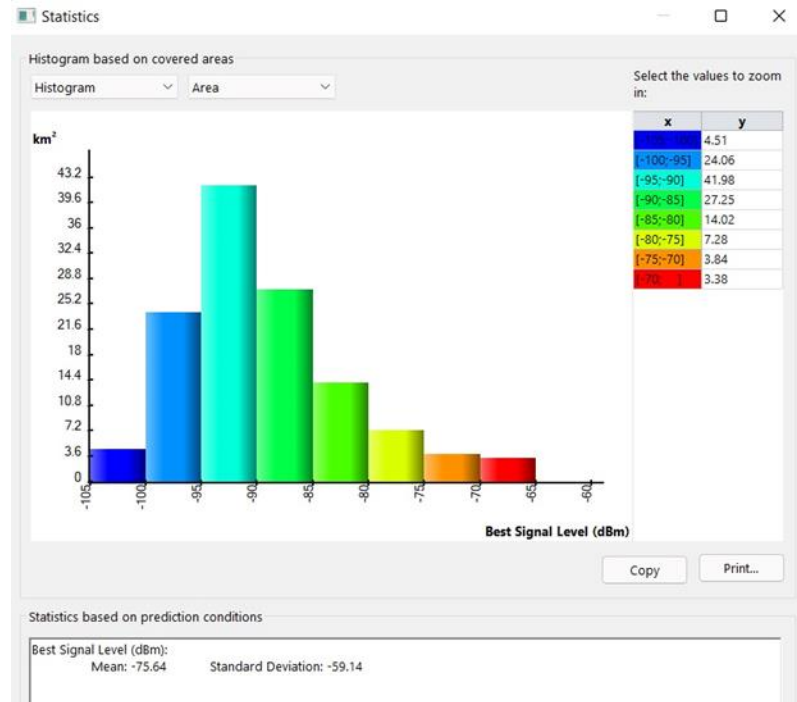 Statistics
Histogram based on covered areas
Histogram Area
Select the values to zoom
in:
km²
43.2
39.6
36
32.4
28.8
25.2
21.6
18
14.4
10.8
7.2
3.6
0
-105 -100 -95 -90 -85 -80 -75 -70 -65 -60
Best Signal Level (dBm)
x y
4.51
[-100;-95] 24.06
[-95;-90] 41.98
[-90;-85] 27.25
[-85;-80] 14.02
[-80;-75] 7.28
[-75;-70] 3.84
[-70; ] 3.38
Copy Print...
Statistics based on prediction conditions
Best Signal Level (dBm):
Mean: -75.64 Standard Deviation: -59.14